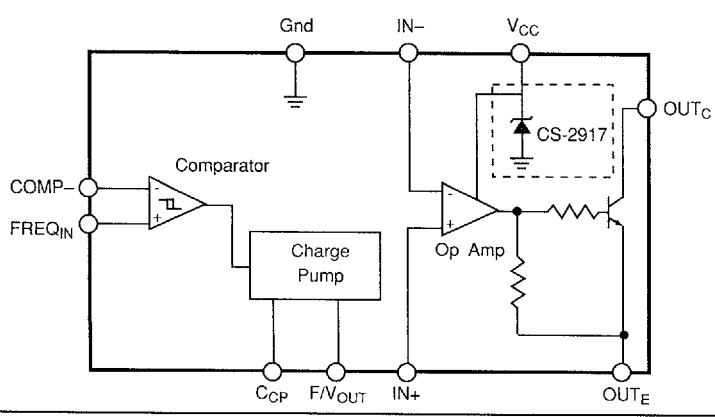 Gnd
IN–
VCC
CS-2917
OUTC
Comparator
COMP–
-
+
FREQIN
-
+
Op Amp
Charge
Pump
CCP
F/VOUT
IN+
OUTE